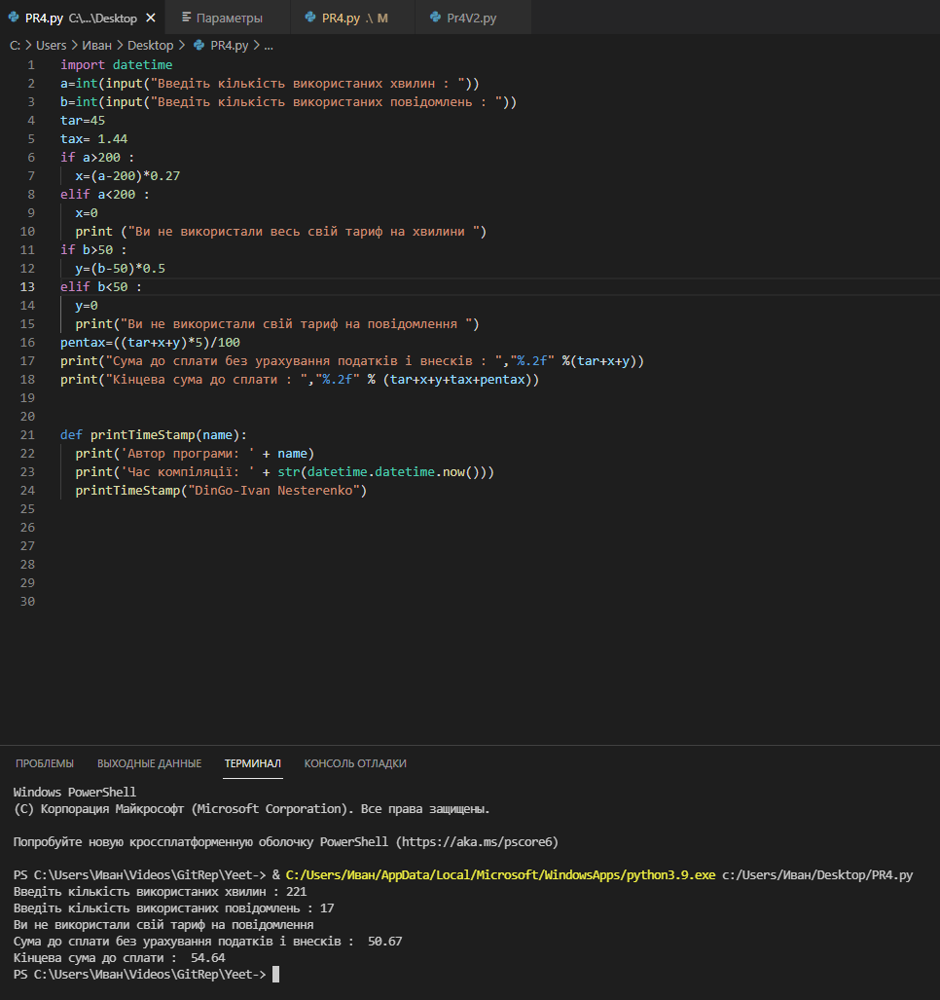 PR4.py C:\...\Desktop ✕ Параметры PR4.py .\ M Pr4V2.py
C: > Users > Иван > Desktop > PR4.py > ...
1 import datetime
2 a=int(input("Введіть кількість використаних хвилин : "))
3 b=int(input("Введіть кількість використаних повідомлень : "))
4 tar=45
5 tax= 1.44
6 if a>200 :
7 x=(a-200)*0.27
8 elif a<200 :
9 x=0
10 print ("Ви не використали весь свій тариф на хвилини ")
11 if b>50 :
12 y=(b-50)*0.5
13 elif b<50 :
14 y=0
15 print("Ви не використали свій тариф на повідомлення ")
16 pentax=((tar+x+y)*5)/100
17 print("Сума до сплати без урахування податків і внесків : ","%.2f" %(tar+x+y))
18 print("Кінцева сума до сплати : ","%.2f" % (tar+x+y+tax+pentax))
19
20
21 def printTimeStamp(name):
22 print('Автор програми: ' + name)
23 print('Час компіляції: ' + str(datetime.datetime.now()))
24 printTimeStamp("DinGo-Ivan Nesterenko")
25
26
27
28
29
30
ПРОБЛЕМЫ ВЫХОДНЫЕ ДАННЫЕ ТЕРМИНАЛ КОНСОЛЬ ОТЛАДКИ
Windows PowerShell
(C) Корпорация Майкрософт (Microsoft Corporation). Все права защищены.
Попробуйте новую кроссплатформенную оболочку PowerShell (https://aka.ms/pscore6)
PS C:\Users\Иван\Videos\GitRep\Yeet-> & C:/Users/Иван/AppData/Local/Microsoft/WindowsApps/python3.9.exe c:/Users/Иван/Desktop/PR4.py
Введіть кількість використаних хвилин : 221
Введіть кількість використаних повідомлень : 17
Ви не використали свій тариф на повідомлення
Сума до сплати без урахування податків і внесків :  50.67
Кінцева сума до сплати :  54.64
PS C:\Users\Иван\Videos\GitRep\Yeet->